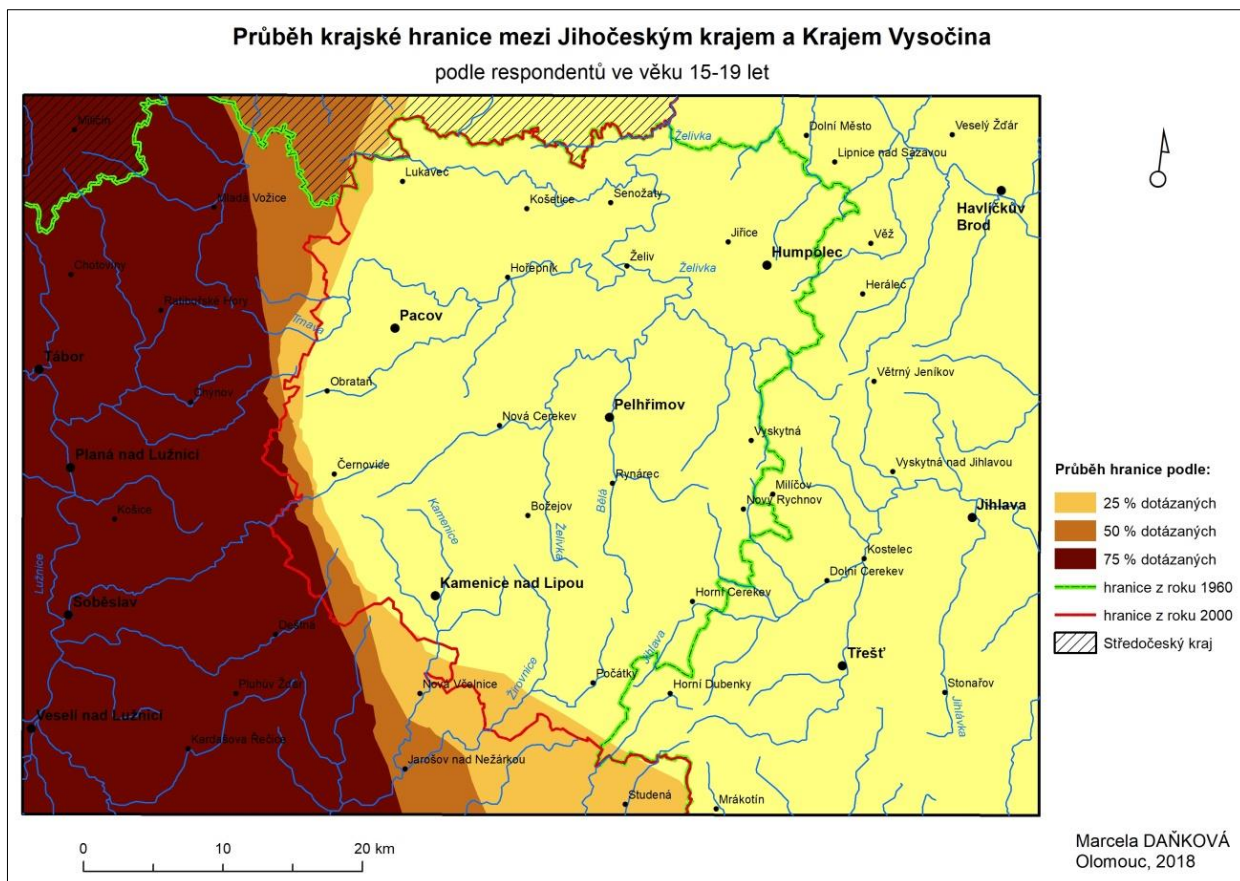 Průběh krajské hranice mezi Jihočeským krajem a Krajem Vysočina
podle respondentů ve věku 15-19 let
Miličín
Želivka
Dolní Město
Veselý Žďár
Lipnice nad Sázavou
Lukavec
Mladá Vožice
Košetice
Senožaty
Havlíčkův
Brod
Jiřice
Věž
Humpolec
Chotoviny
Hořepník
Želiv
Želivka
Ratibořské Hory
Herálec
Trnava
Pacov
Tábor
Větrný Jeníkov
Obrataň
Chýnov
Pelhřimov
Nová Cerekev
Vyskytná
Planá nad Lužnicí
Černovice
Vyskytná nad Jihlavou
Rynárec
Milíčov
Nový Rychnov
Košice
Kamenice
Božejov
Želivka
Bělá
Jihlava
Lužnice
Kostelec
Dolní Cerekev
Kamenice nad Lipou
Horní Cerekev
Soběslav
Deštná
Jihlava
Třešť
Žirovnice
Počátky
Pluhův Žďár
Nová Včelnice
Horní Dubenky
Stonařov
Jihlávka
Veselí nad Lužnicí
Kardašova Řečice
Jarošov nad Nežárkou
Studená
Mrákotín
Průběh hranice podle:
25 % dotázaných
50 % dotázaných
75 % dotázaných
hranice z roku 1960
hranice z roku 2000
Středočeský kraj
0 10 20 km
Marcela DAŇKOVÁ
Olomouc, 2018